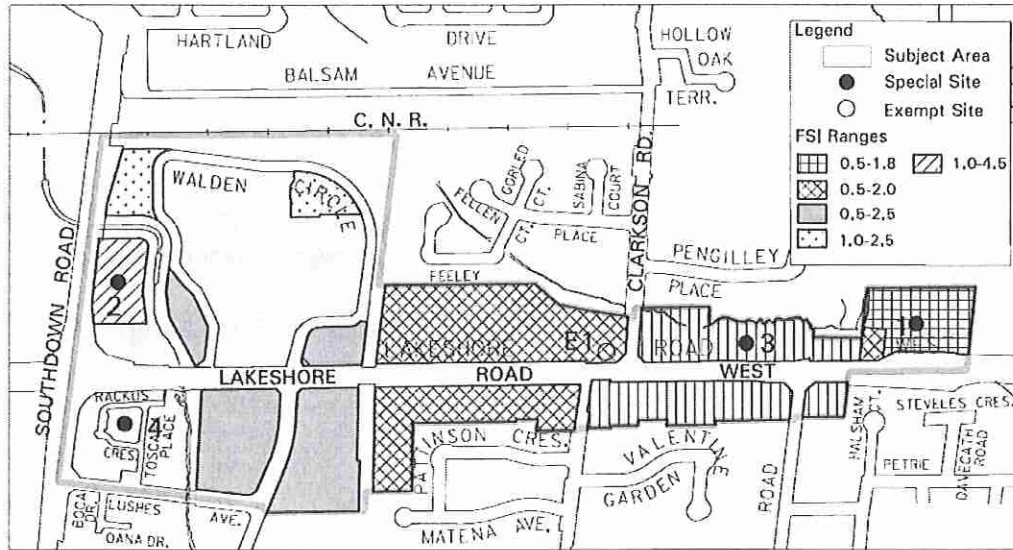 HARTLAND DRIVE
BALSAM AVENUE
HOLLOW
OAK
TERR.
C. N. R.
Legend
Subject Area
Special Site
Exempt Site
FSI Ranges
0.5-1.8
1.0-4.5
0.5-2.0
0.5-2.5
1.0-2.5
WALDEN CIRCLE
SOUTHDOWN ROAD
GORLED CT.
SABINA COURT
FELLEN CT.
PLACE
FEELEY
CLARKSON RD.
PENGILLEY
PLACE
2
E1
ROAD
3
1
LAKESHORE ROAD WEST
RACKUS
CRES.
TOSCANA PLACE
INSON CRES.
VALENTINE
GARDEN
ROAD
HALSHAM CT.
STEVELES CRES.
PETRIE
DAVECATH ROAD
BOCA DR.
LUSHES AVE.
OANA DR.
MATENA AVE.